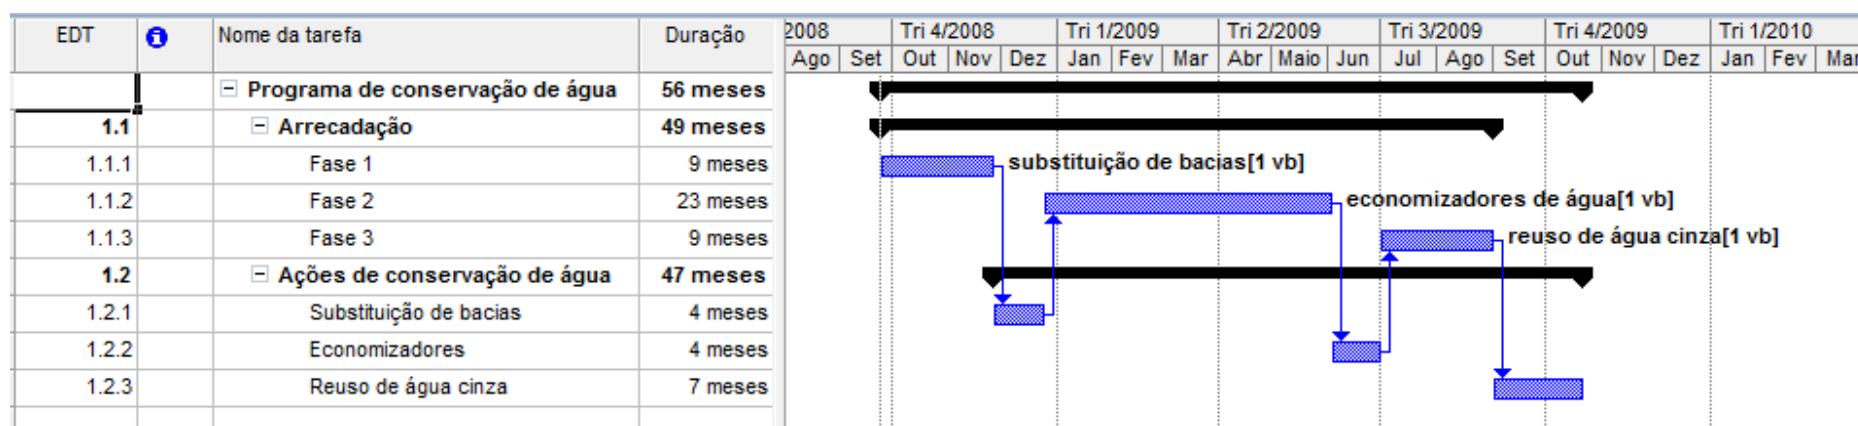 EDT Nome da tarefa Duração 2008 Tri 4/2008 Tri 1/2009 Tri 2/2009 Tri 3/2009 Tri 4/2009 Tri 1/2010
Ago Set Out Nov Dez Jan Fev Mar Abr Maio Jun Jul Ago Set Out Nov Dez Jan Fev Mar
Programa de conservação de água 56 meses
1.1 Arrecadação 49 meses
1.1.1 Fase 1 9 meses substituição de bacias[1 vb]
1.1.2 Fase 2 23 meses economizadores de água[1 vb]
1.1.3 Fase 3 9 meses reuso de água cinza[1 vb]
1.2 Ações de conservação de água 47 meses
1.2.1 Substituição de bacias 4 meses
1.2.2 Economizadores 4 meses
1.2.3 Reuso de água cinza 7 meses